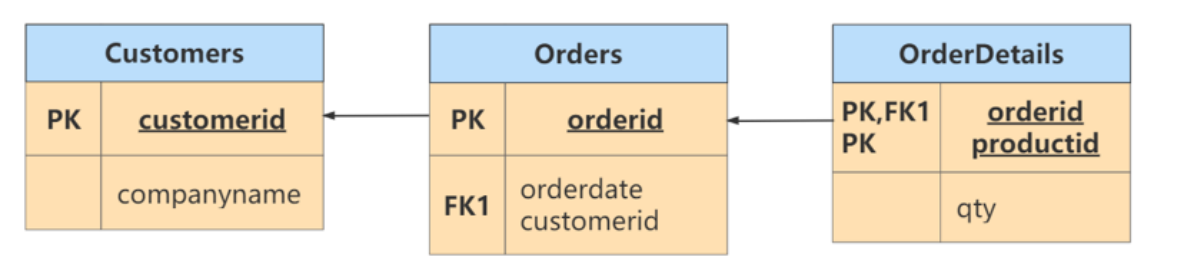 Customers
PK customerid
companyname
Orders
PK orderid
FK1 orderdate
customerid
OrderDetails
PK,FK1 orderid
PK productid
qty